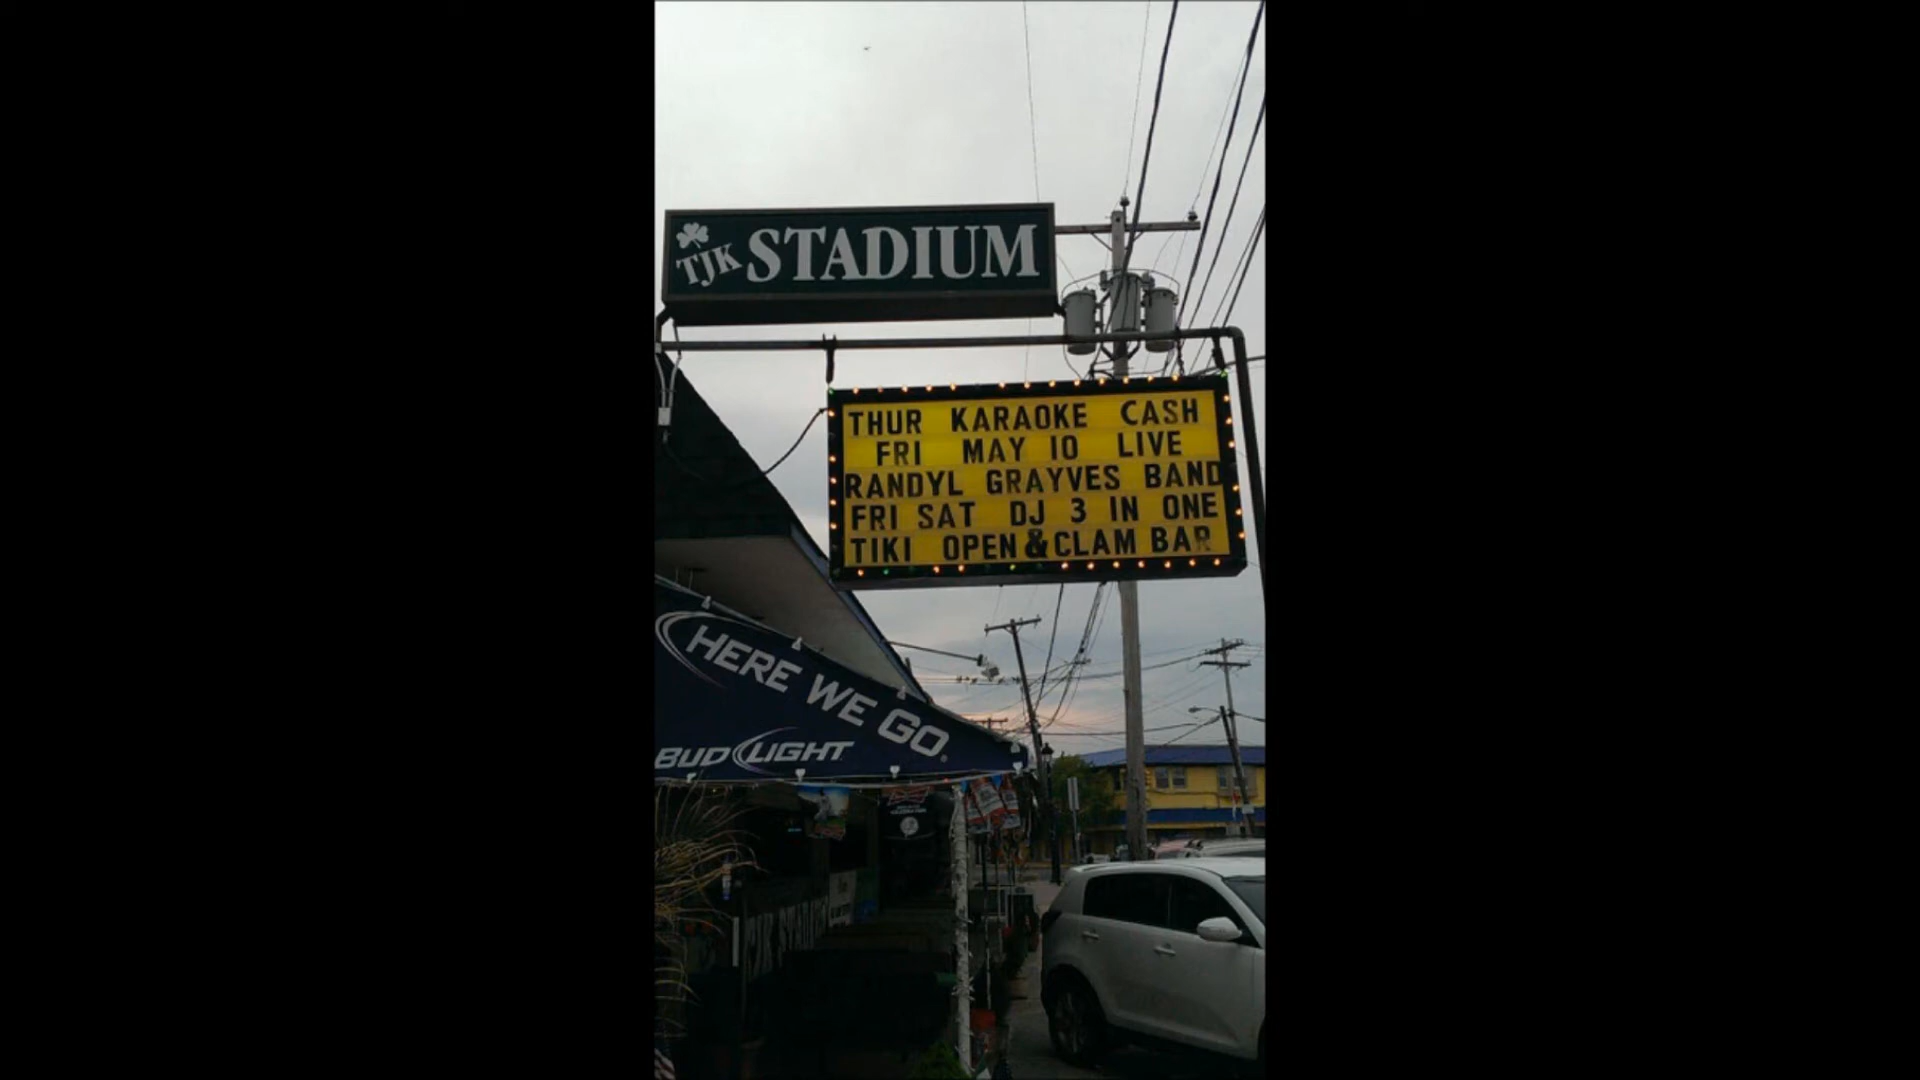 TJK STADIUM
THUR KARAOKE CASH
FRI MAY 10 LIVE
RANDYL GRAYVES BAND
FRI SAT DJ 3 IN ONE
TIKI OPEN & CLAM BAR
HERE WE GO.
BUD LIGHT